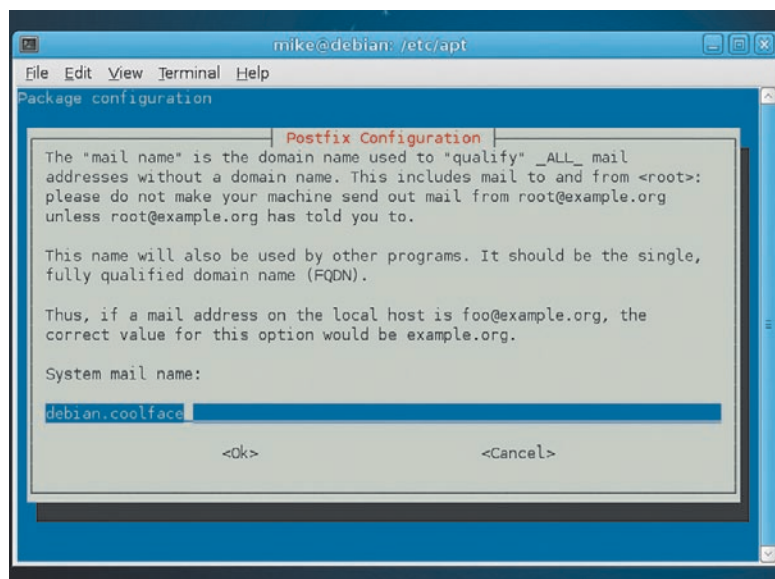 mike@debian: /etc/apt
File Edit View Terminal Help
Package configuration
Postfix Configuration
The "mail name" is the domain name used to "qualify" _ALL_ mail
addresses without a domain name. This includes mail to and from <root>:
please do not make your machine send out mail from root@example.org
unless root@example.org has told you to.
This name will also be used by other programs. It should be the single,
fully qualified domain name (FQDN).
Thus, if a mail address on the local host is foo@example.org, the
correct value for this option would be example.org.
System mail name:
debian.coolface
<Ok> <Cancel>